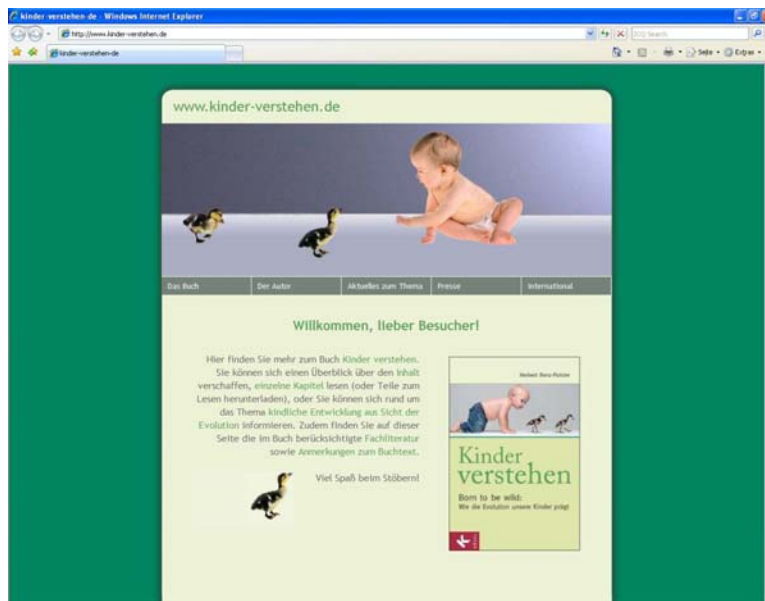 kinder-verstehen-de - Windows Internet Explorer
http://www.kinder-verstehen.de
Search
kinder-verstehen-de
Seite
Extras
www.kinder-verstehen.de
Das Buch
Der Autor
Aktuelles zum Thema
Presse
International
Willkommen, lieber Besucher!
Hier finden Sie mehr zum Buch Kinder verstehen.
Sie können sich einen Überblick über den Inhalt
verschaffen, einzelne Kapitel lesen (oder Teile zum
Lesen herunterladen), oder Sie können sich rund um
das Thema kindliche Entwicklung aus Sicht der
Evolution informieren. Zudem finden Sie auf dieser
Seite die im Buch berücksichtigte Fachliteratur
sowie Anmerkungen zum Buchtext.
Viel Spaß beim Stöbern!
Herbert Renz-Polster
Kinder
verstehen
Born to be wild:
Wie die Evolution unsere Kinder prägt